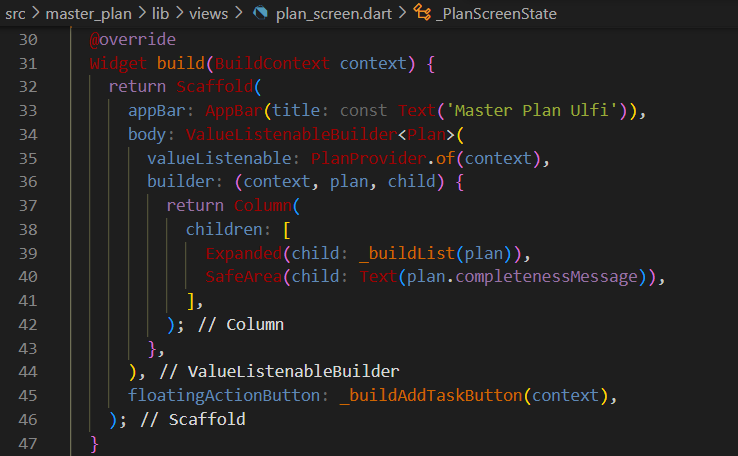 src > master_plan > lib > views > plan_screen.dart > _PlanScreenState
30 @override
31 Widget build(BuildContext context) {
32 return Scaffold(
33 appBar: AppBar(title: const Text('Master Plan Ulfi')),
34 body: ValueListenableBuilder<Plan>(
35 valueListenable: PlanProvider.of(context),
36 builder: (context, plan, child) {
37 return Column(
38 children: [
39 Expanded(child: _buildList(plan)),
40 SafeArea(child: Text(plan.completenessMessage)),
41 ],
42 ); // Column
43 },
44 ), // ValueListenableBuilder
45 floatingActionButton: _buildAddTaskButton(context),
46 ); // Scaffold
47 }